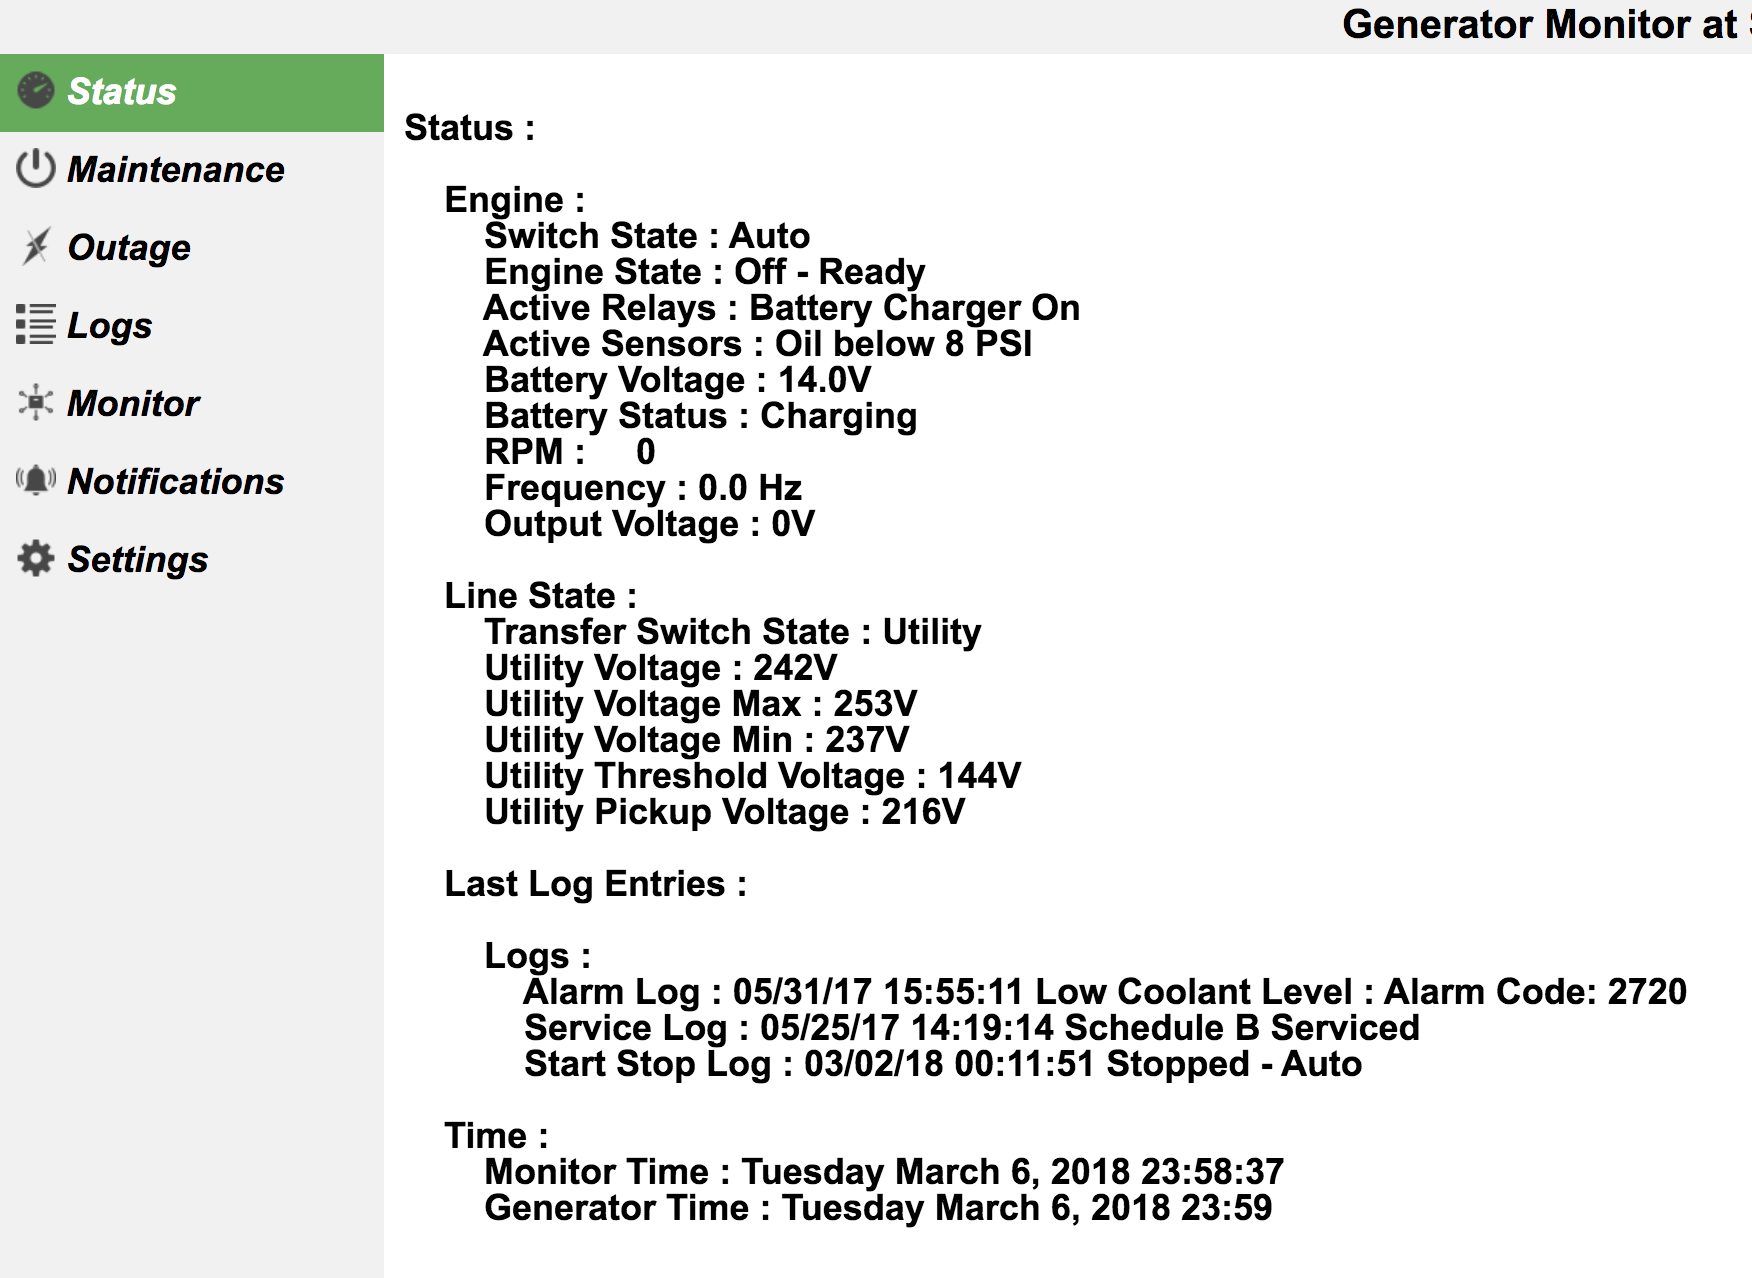 Generator Monitor at
Status
Maintenance
Outage
Logs
Monitor
Notifications
Settings
Status :
Engine :
Switch State : Auto
Engine State : Off - Ready
Active Relays : Battery Charger On
Active Sensors : Oil below 8 PSI
Battery Voltage : 14.0V
Battery Status : Charging
RPM : 0
Frequency : 0.0 Hz
Output Voltage : 0V
Line State :
Transfer Switch State : Utility
Utility Voltage : 242V
Utility Voltage Max : 253V
Utility Voltage Min : 237V
Utility Threshold Voltage : 144V
Utility Pickup Voltage : 216V
Last Log Entries :
Logs :
Alarm Log : 05/31/17 15:55:11 Low Coolant Level : Alarm Code: 2720
Service Log : 05/25/17 14:19:14 Schedule B Serviced
Start Stop Log : 03/02/18 00:11:51 Stopped - Auto
Time :
Monitor Time : Tuesday March 6, 2018 23:58:37
Generator Time : Tuesday March 6, 2018 23:59